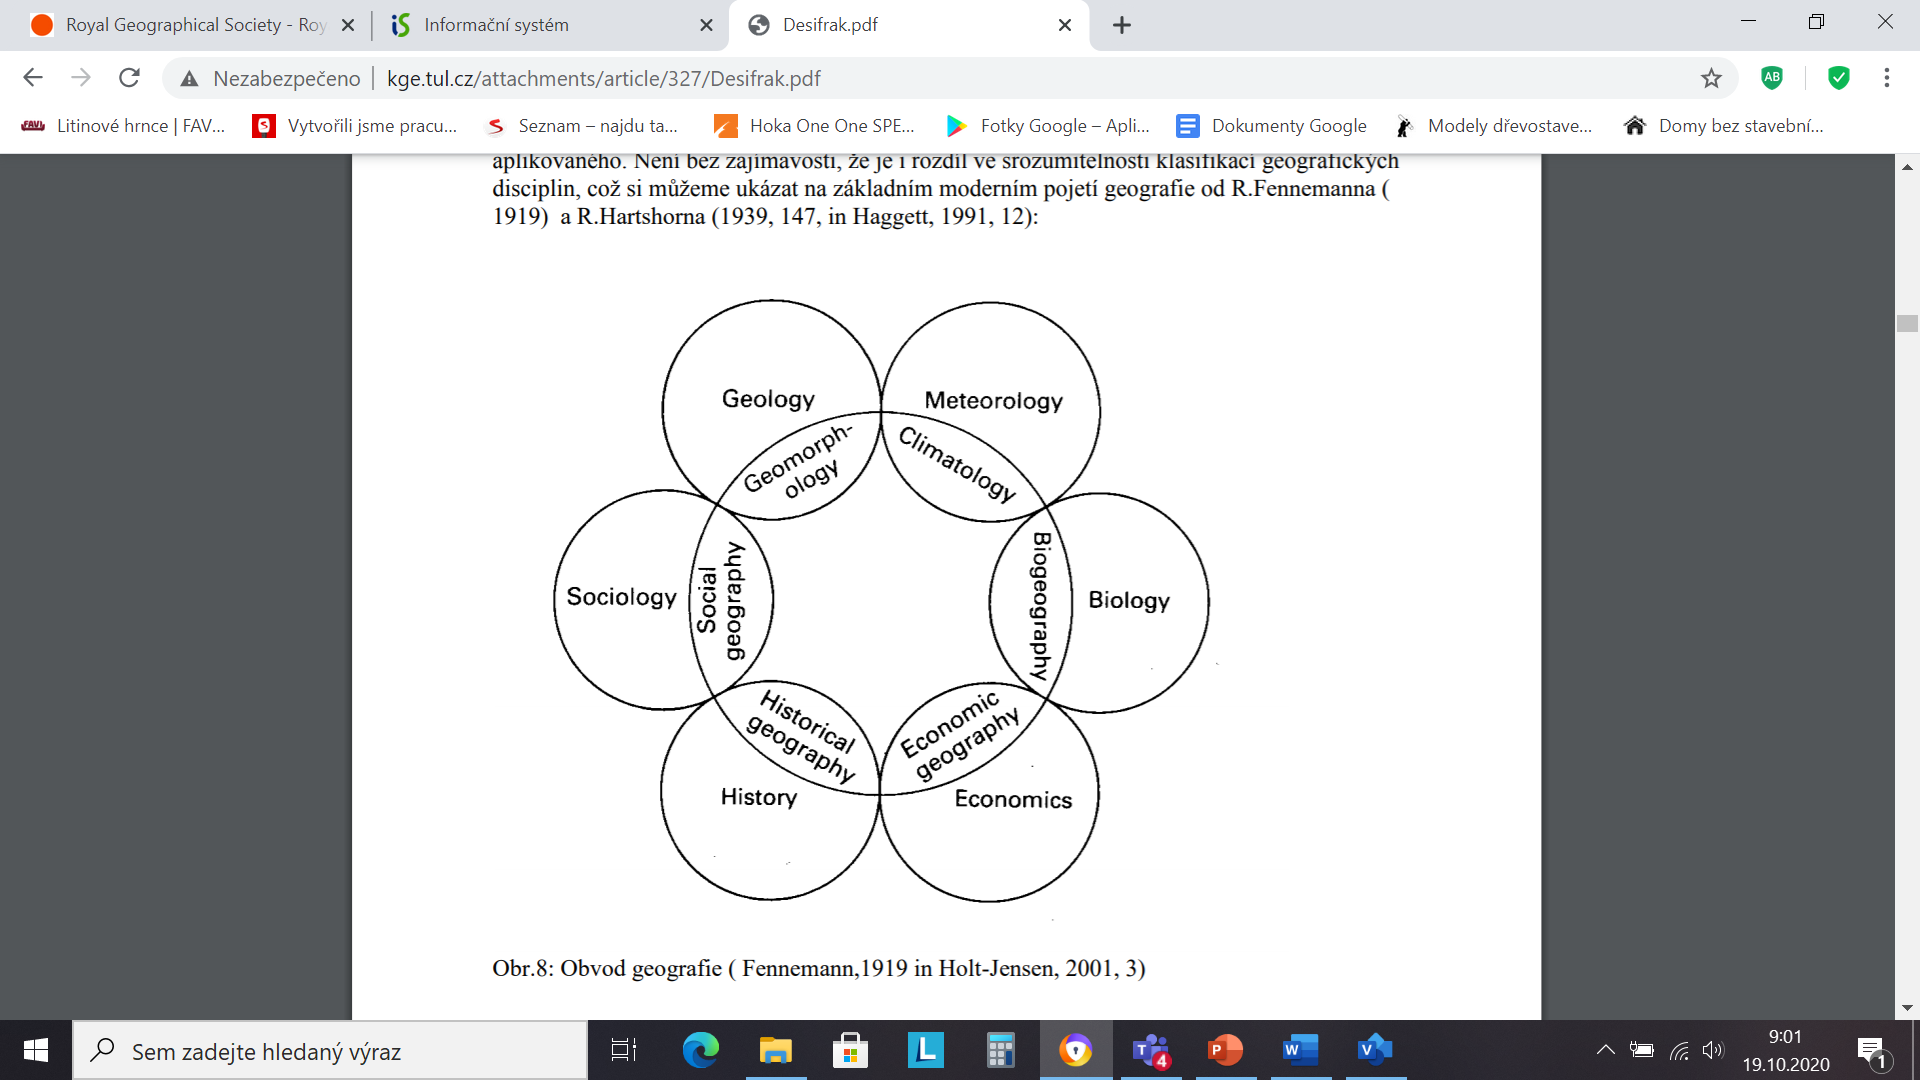 Royal Geographical Society - Roy
Informační systém
Desifrak.pdf
Nezabezpečeno
kge.tul.cz/attachments/article/327/Desifrak.pdf
AB
FAVI
Litinové hrnce | FAV...
Vytvořili jsme pracu...
Seznam – najdu ta...
Hoka One One SPE...
Fotky Google – Apli...
Dokumenty Google
Modely dřevostave...
Domy bez stavební...
aplikovaného. Není bez zajímavosti, že je i rozdíl ve srozumitelnosti klasifikací geografických
disciplin, což si můžeme ukázat na základním moderním pojetí geografie od R.Fennemanna (
1919)  a R.Hartshorna (1939, 147, in Haggett, 1991, 12):
Geology
Meteorology
Geomorph-
ology
Climatology
Sociology
Social
geography
Biogeography
Biology
Historical
geography
Economic
geography
History
Economics
Obr.8: Obvod geografie ( Fennemann,1919 in Holt-Jensen, 2001, 3)
Sem zadejte hledaný výraz
L
T
4
P
W
V
9:01
19.10.2020
1